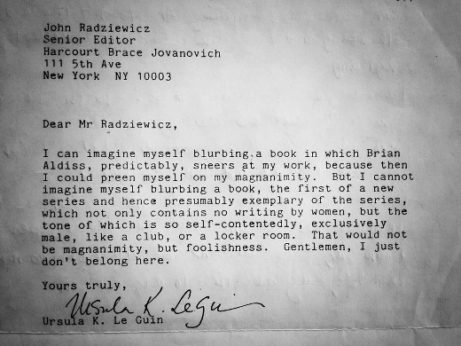 John Radziewicz
Senior Editor
Harcourt Brace Jovanovich
111 5th Ave
New York  NY 10003
Dear Mr Radziewicz,
I can imagine myself blurbing a book in which Brian
Aldiss, predictably, sneers at my work, because then
I could preen myself on my magnanimity.  But I cannot
imagine myself blurbing a book, the first of a new
series and hence presumably exemplary of the series,
which not only contains no writing by women, but the
tone of which is so self-contentedly, exclusively
male, like a club, or a locker room.  That would not
be magnanimity, but foolishness.  Gentlemen, I just
don't belong here.
Yours truly,
Ursula K. LeGuin
Ursula K. Le Guin